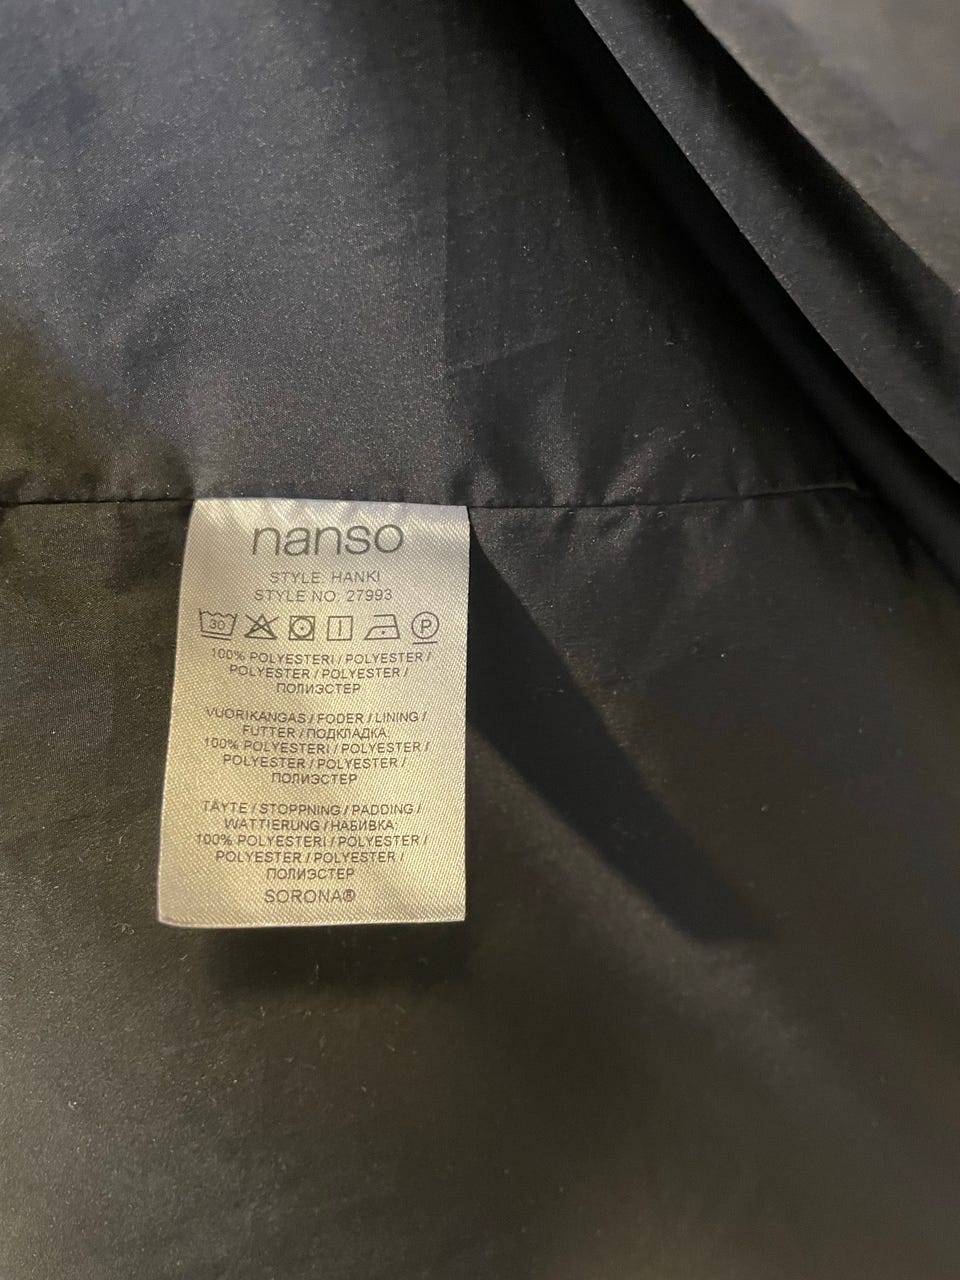 nanso
STYLE: HANKI
STYLE NO: 27993
30 P
100% POLYESTERI / POLYESTER /
POLYESTER / POLYESTER /
ПОЛИЭСТЕР
VUORIKANGAS / FODER / LINING /
FUTTER / ПОДКЛАДКА:
100% POLYESTERI / POLYESTER /
POLYESTER / POLYESTER /
ПОЛИЭСТЕР
TÄYTE / STOPPNING / PADDING /
WATTIERUNG / НАБИВКА:
100% POLYESTERI / POLYESTER /
POLYESTER / POLYESTER /
ПОЛИЭСТЕР
SORONA®